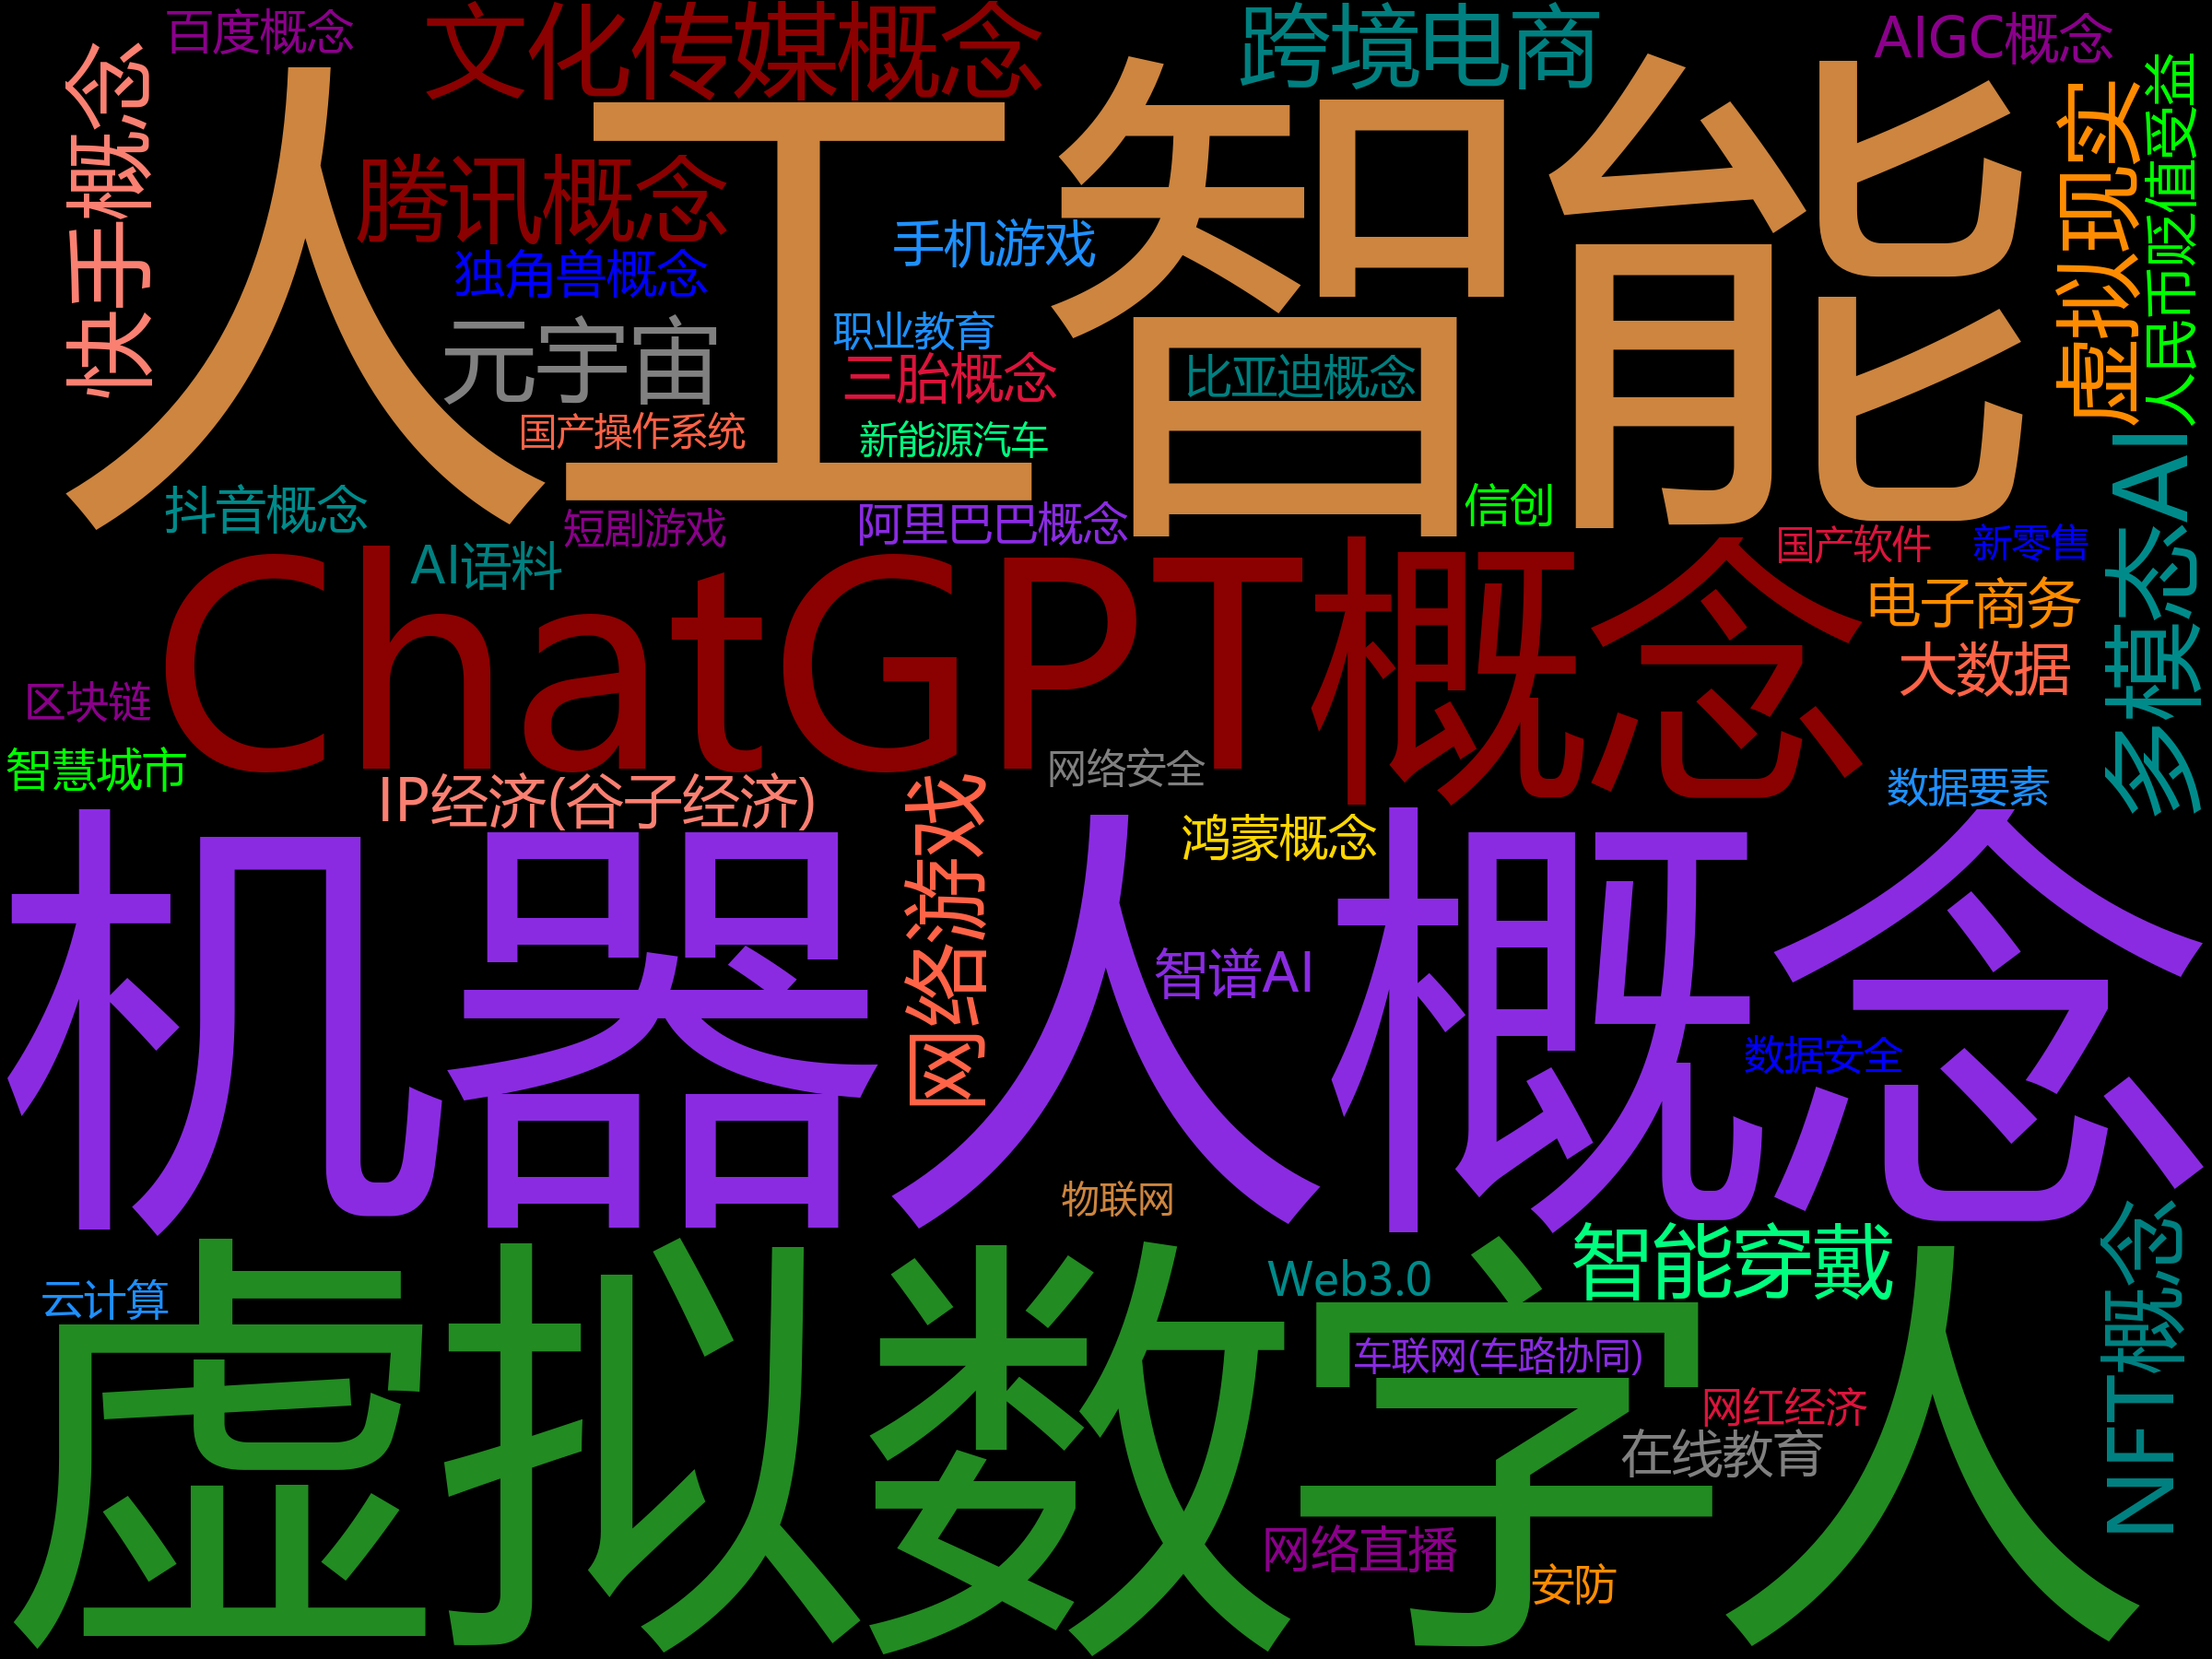 百度概念
文化传媒概念
跨境电商
AIGC概念
快手概念
人工智能
虚拟现实
人民币贬值受益
腾讯概念
手机游戏
独角兽概念
元宇宙
职业教育
三胎概念
比亚迪概念
国产操作系统
新能源汽车
抖音概念
短剧游戏
阿里巴巴概念
信创
多模态AI
AI语料
ChatGPT概念
国产软件
新零售
电子商务
大数据
区块链
智慧城市
IP经济(谷子经济)
网络安全
数据要素
网络游戏
鸿蒙概念
机器人概念
智谱AI
数据安全
物联网
NFT概念
智能穿戴
云计算
Web3.0
虚拟数字人
车联网(车路协同)
网红经济
在线教育
网络直播
安防